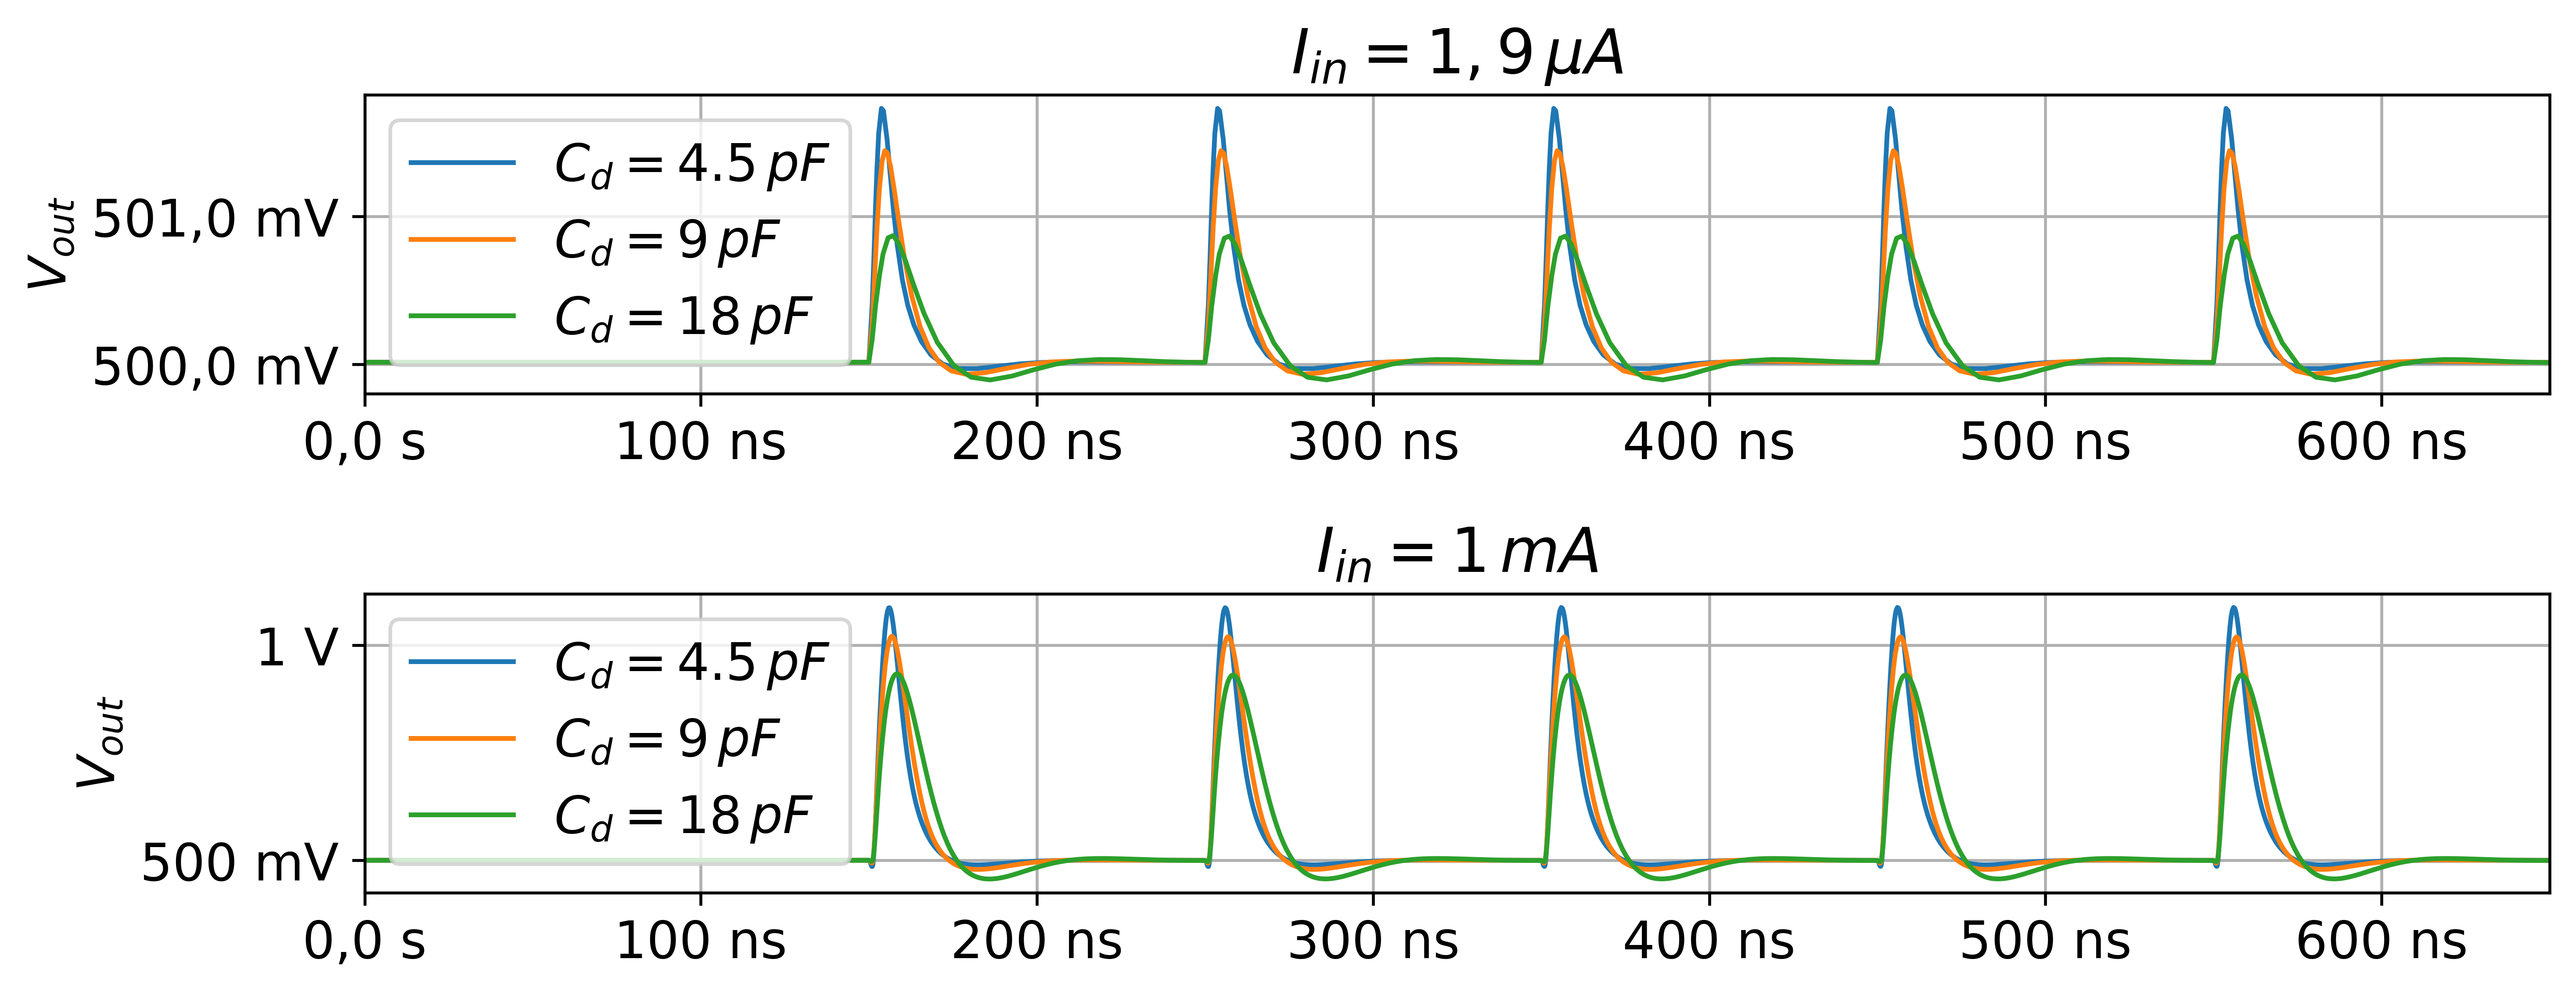 I_in = 1, 9 μA
V_out
501,0 mV
500,0 mV
C_d = 4.5 pF
C_d = 9 pF
C_d = 18 pF
0,0 s 100 ns 200 ns 300 ns 400 ns 500 ns 600 ns
I_in = 1 mA
V_out
1 V
500 mV
C_d = 4.5 pF
C_d = 9 pF
C_d = 18 pF
0,0 s 100 ns 200 ns 300 ns 400 ns 500 ns 600 ns